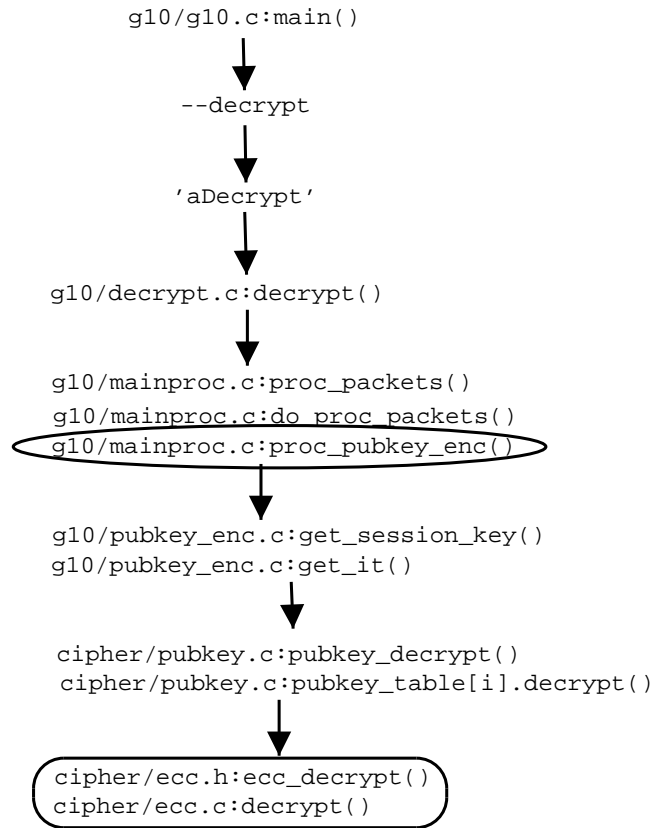 g10/g10.c:main()
--decrypt
'aDecrypt'
g10/decrypt.c:decrypt()
g10/mainproc.c:proc_packets()
g10/mainproc.c:do_proc_packets()
g10/mainproc.c:proc_pubkey_enc()
g10/pubkey_enc.c:get_session_key()
g10/pubkey_enc.c:get_it()
cipher/pubkey.c:pubkey_decrypt()
cipher/pubkey.c:pubkey_table[i].decrypt()
cipher/ecc.h:ecc_decrypt()
cipher/ecc.c:decrypt()